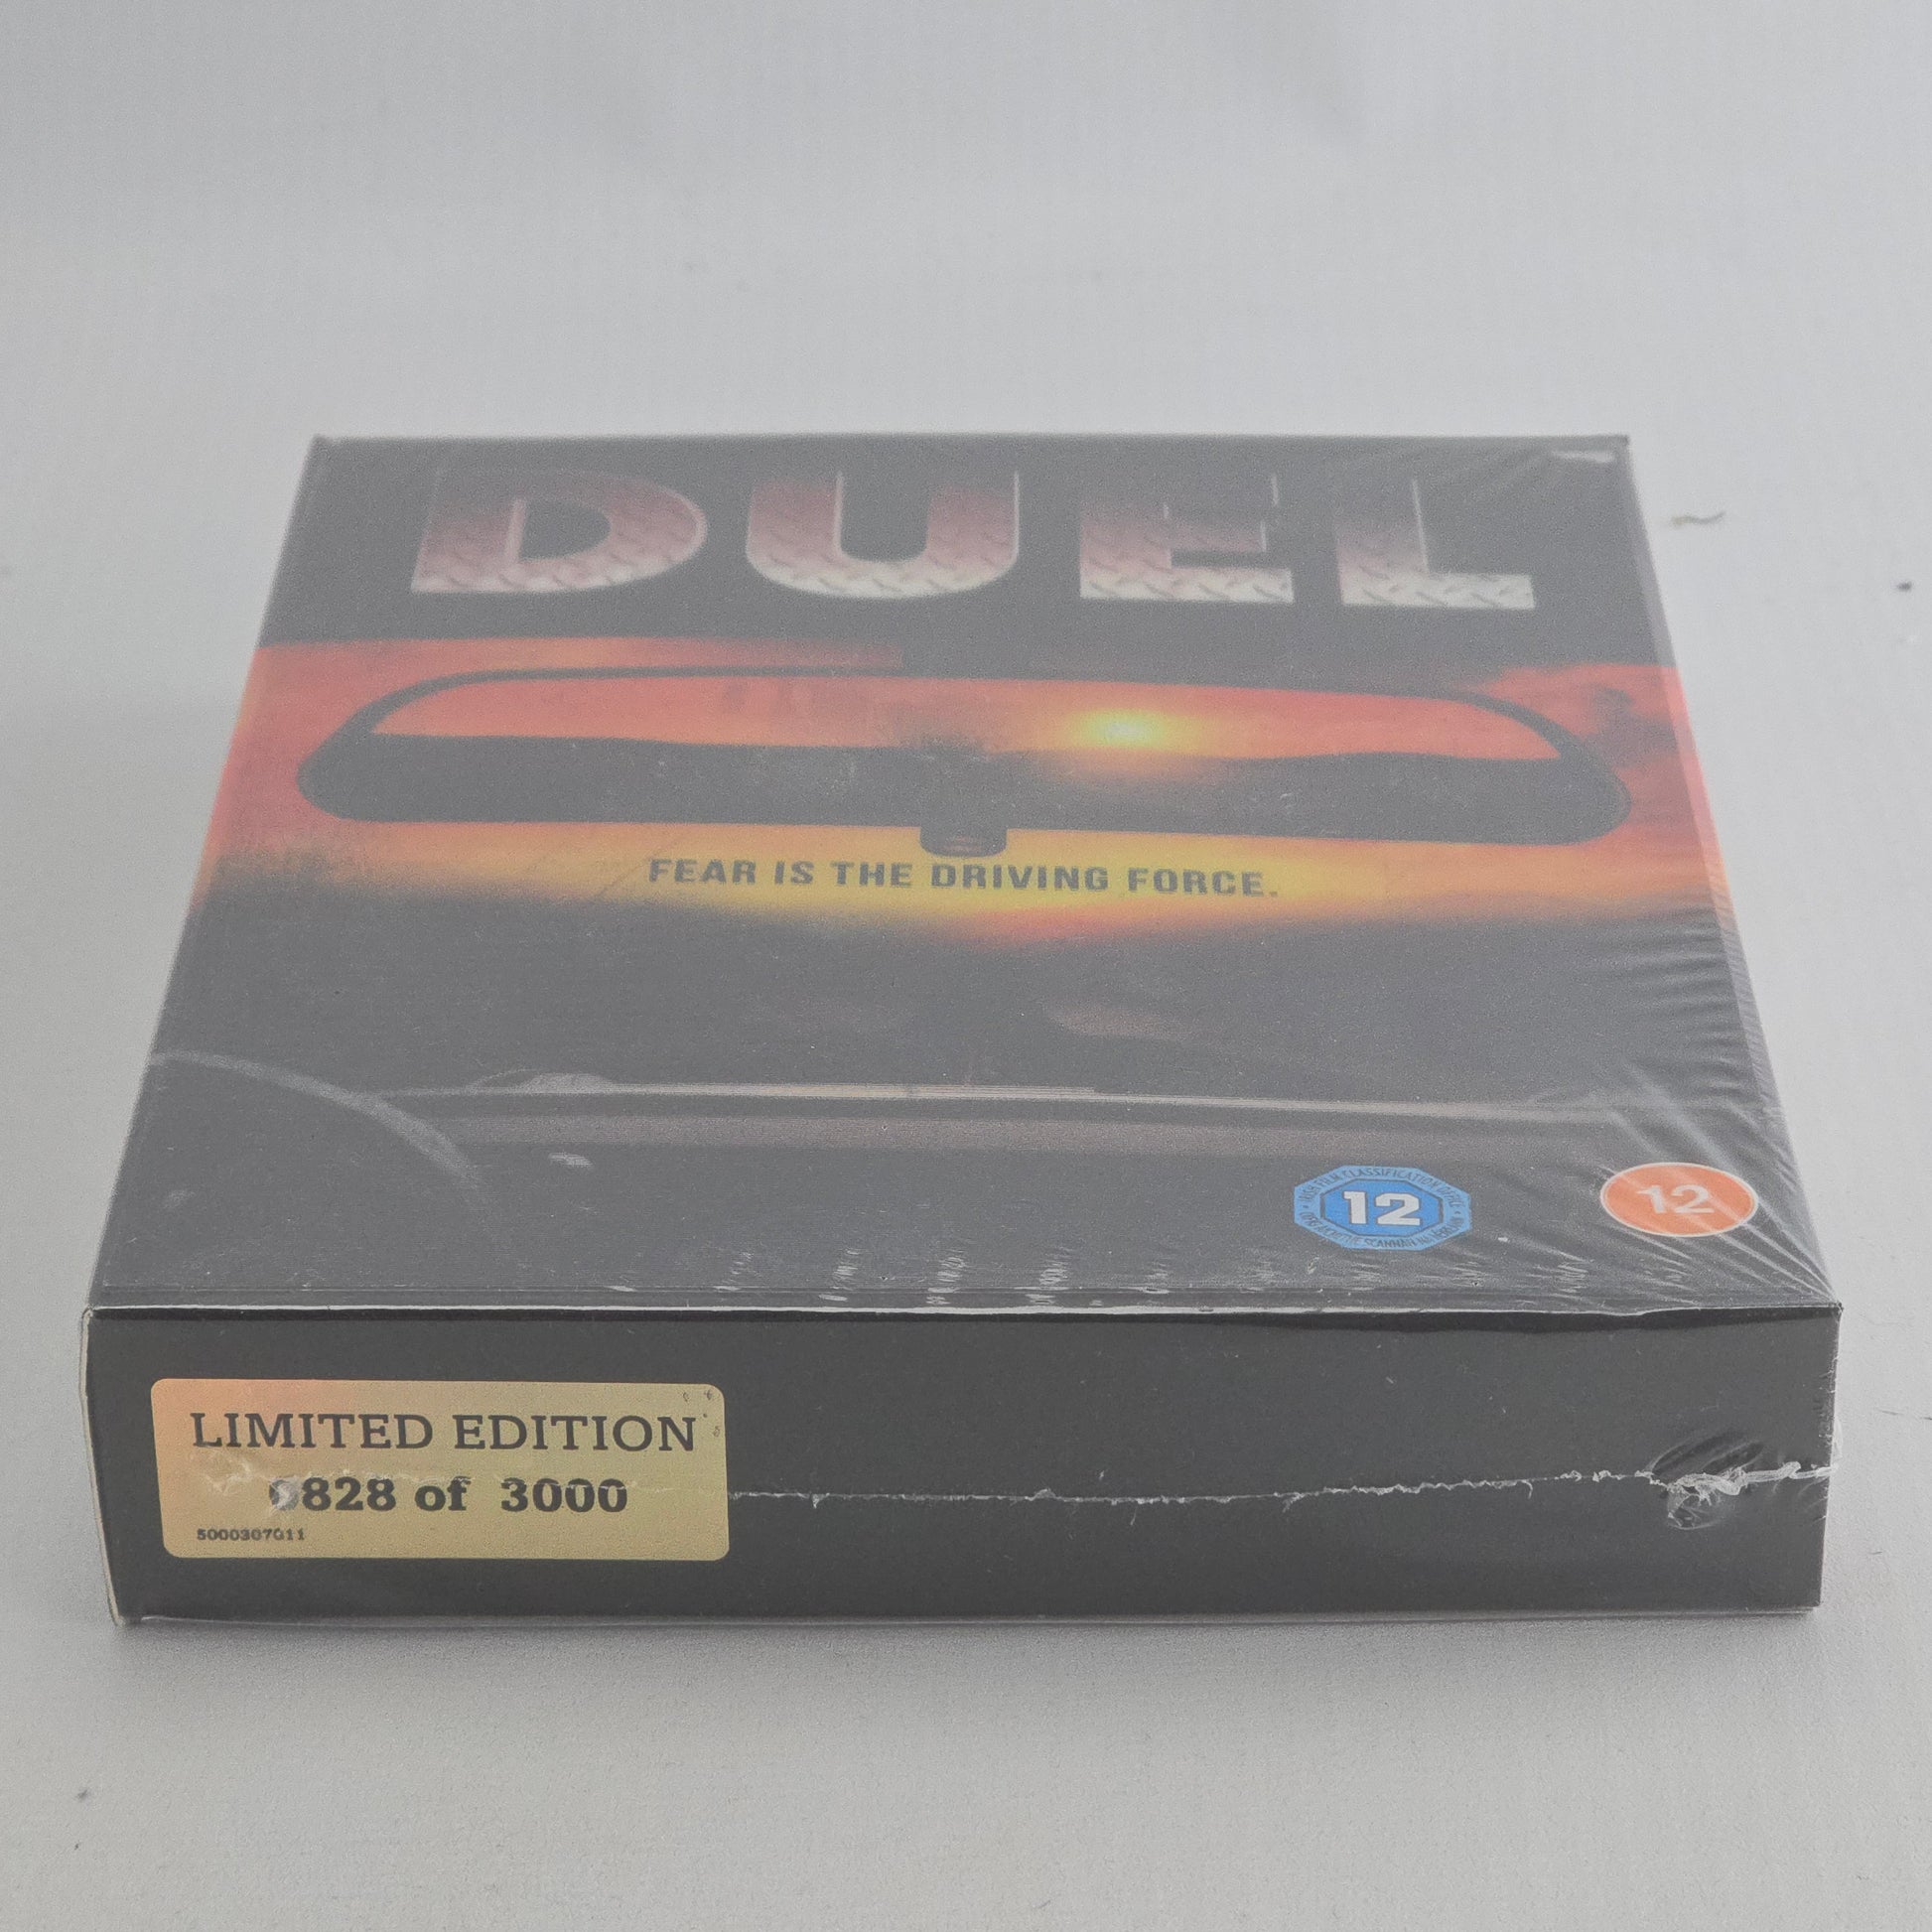 DUEL
FEAR IS THE DRIVING FORCE.
12
12
LIMITED EDITION
0828 of 3000
5000307011